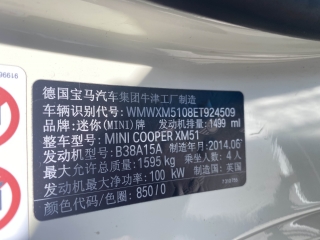 德国宝马汽车集团牛津工厂制造
车辆识别代号: WMWXM5108ET924509
品牌: 迷你(MINI)牌 发动机排量: 1499 ml
整车型号: MINI COOPER XM51
发动机型号: B38A15A 制造年月: 2014.05
最大允许总质量: 1595 kg 乘坐人数: 4 人
发动机最大净功率: 100 kW 制造国: 英国
颜色代码/色圈: 850/0